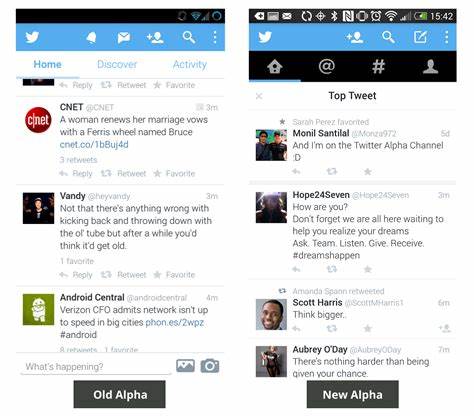 Home Discover Activity
Reply Retweet Favorite
CNET @CNET 3m
A woman renews her marriage vows
with a Ferris wheel named Bruce
cnet.co/1bBuj4d
3 retweets
Reply Retweet Favorite
Vandy @heyvandy 3m
Not that there's anything wrong with
kicking back and throwing down with
the ol' tube but after a while you'd
think it'd get old.
1 favorite
Reply Retweet Favorite
Android Central @androidcentral 4m
Verizon CFO admits network isn't up
to speed in big cities phon.es/2wpz
#android
8 retweets 1 favorite
What's happening?
Old Alpha
15:42
@ #
Top Tweet
Sarah Perez favorited
Monil Santilal @Monza972 5d
And I'm on the Twitter Alpha Channel
:D
Hope24Seven @Hope24Seven 3m
How are you?
Don't forget we are all here waiting to
help you realize your dreams
Ask. Team. Listen. Give. Receive.
#dreamshappen
Amanda Spann retweeted
Scott Harris @ScottMHarris1 6m
Think bigger..
Aubrey O'Day @AubreyODay 7m
There's nothing harder than being
given your chance.
New Alpha